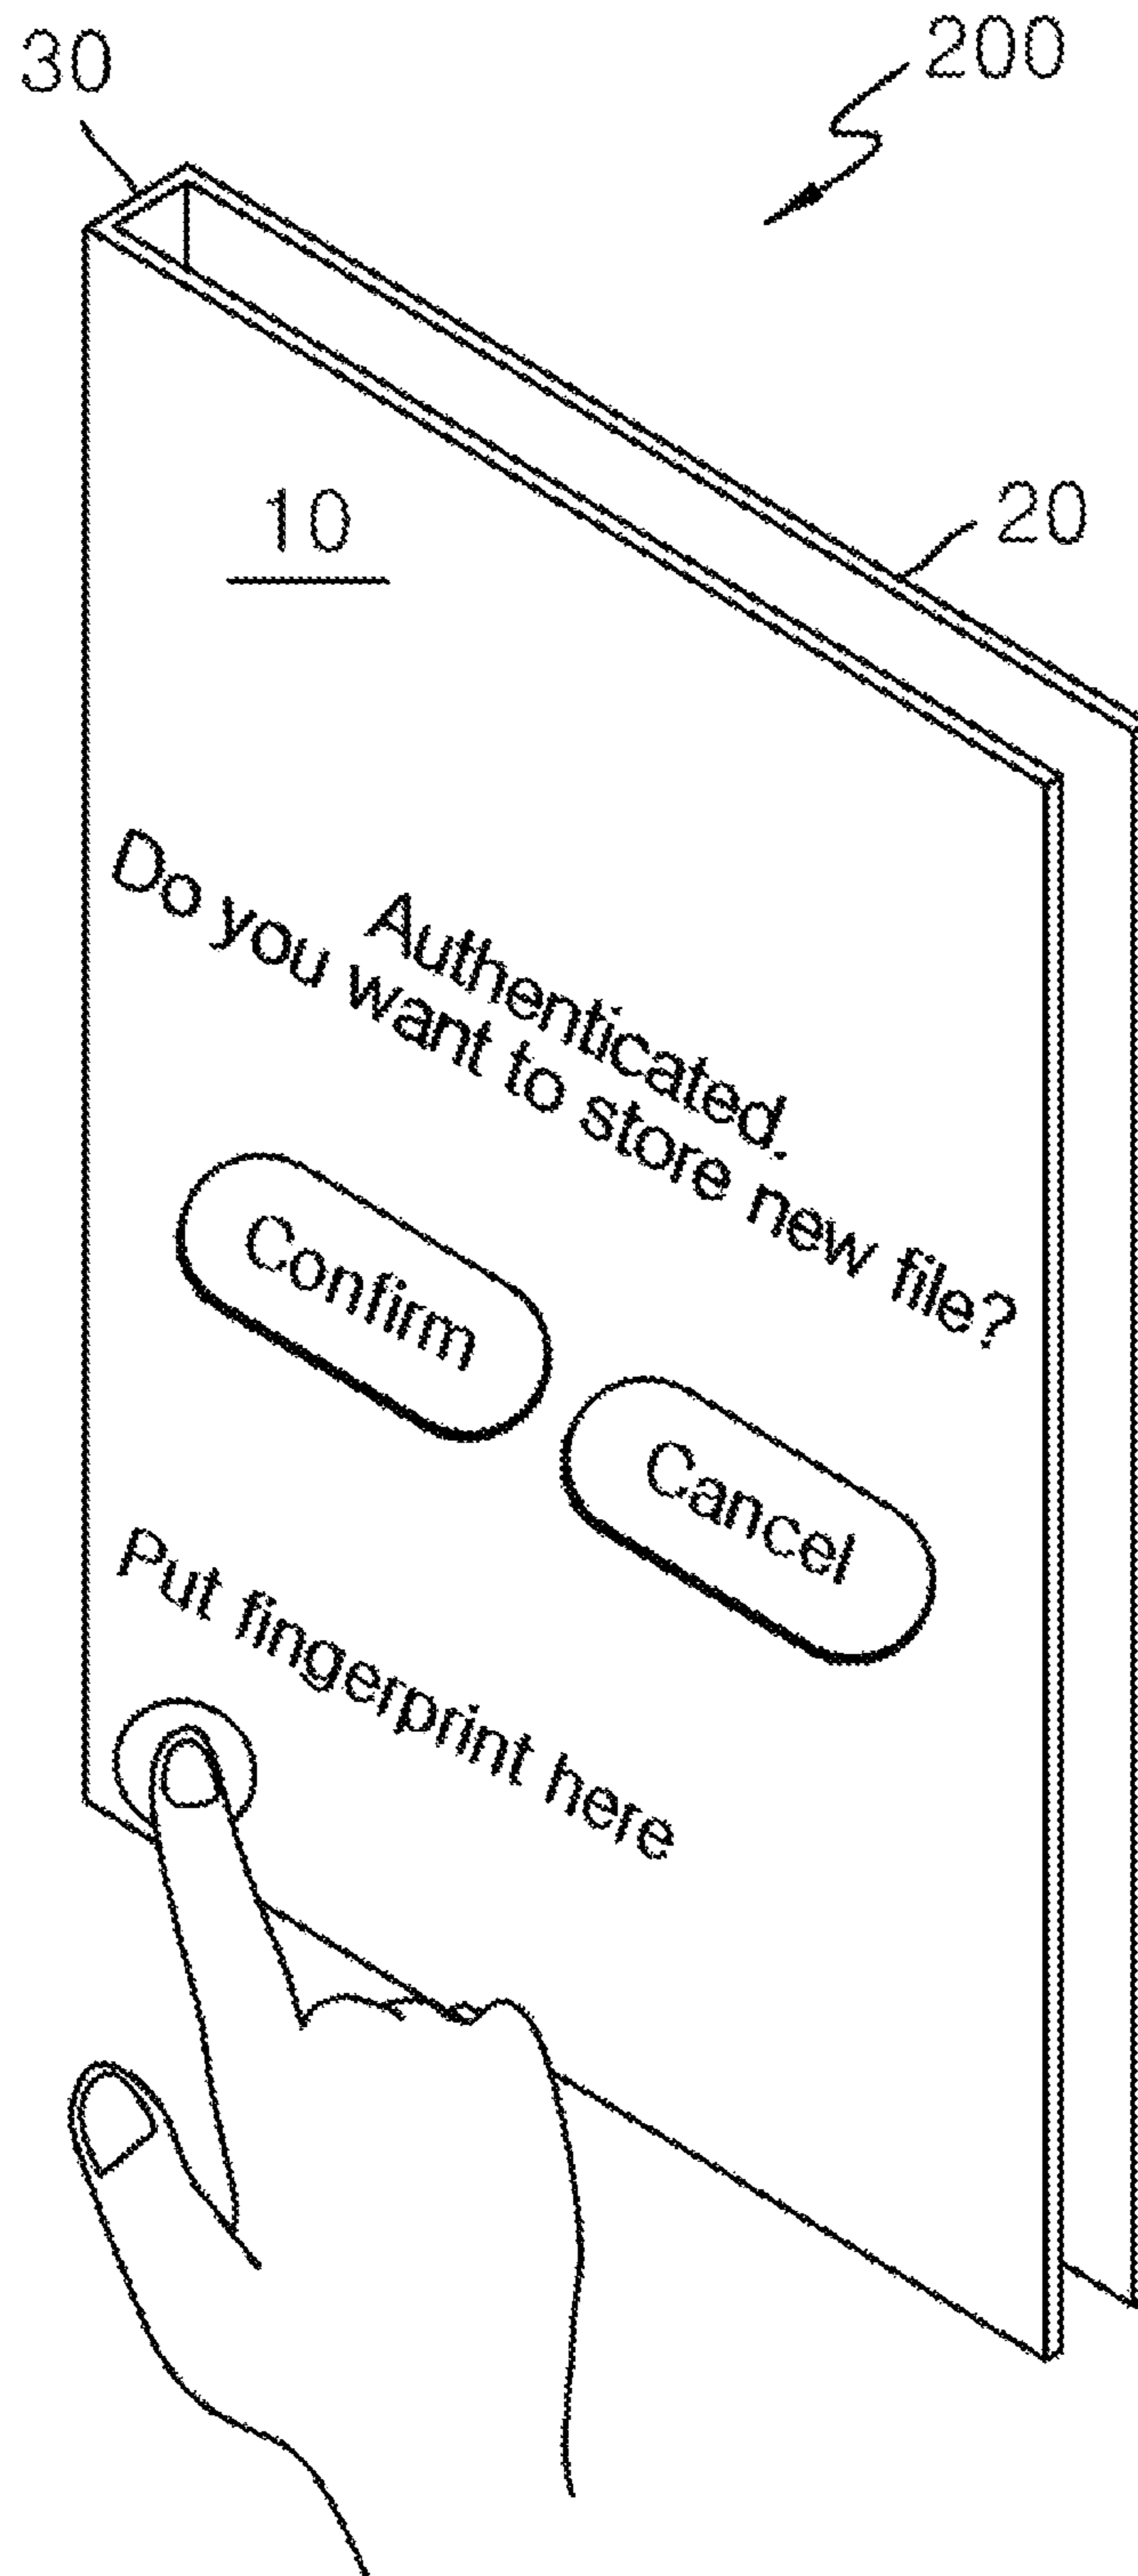 30
200
10
20
Authenticated.
Do you want to store new file?
Confirm
Cancel
Put fingerprint here